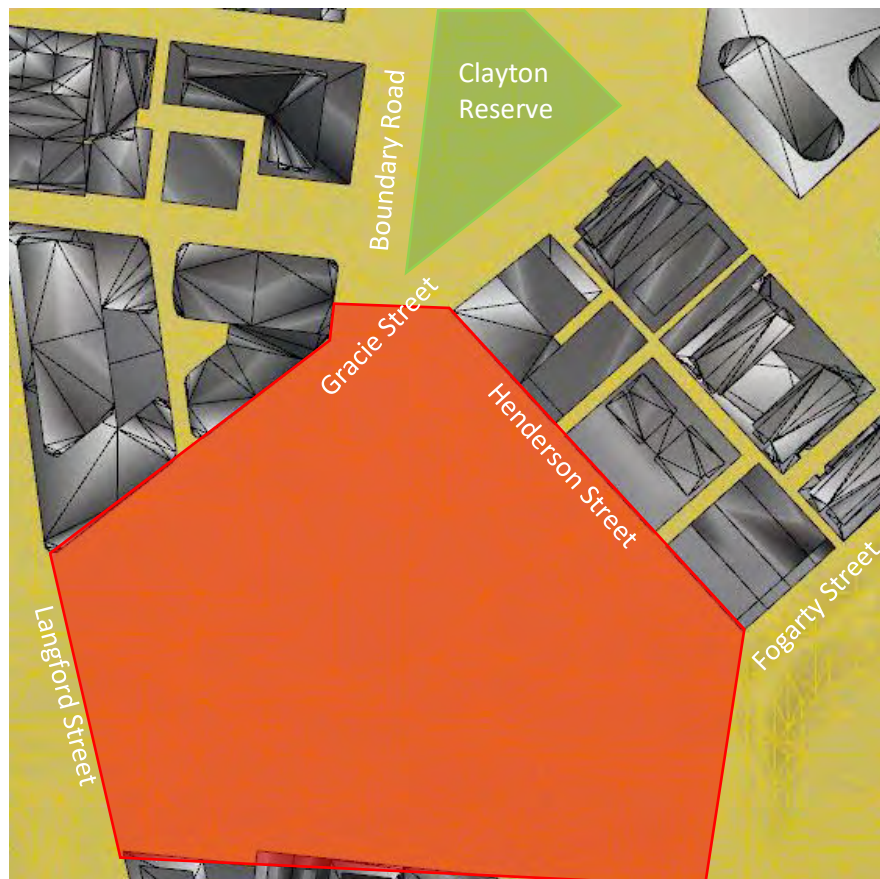 Clayton
Reserve
Boundary Road
Gracie Street
Henderson Street
Fogarty Street
Langford Street